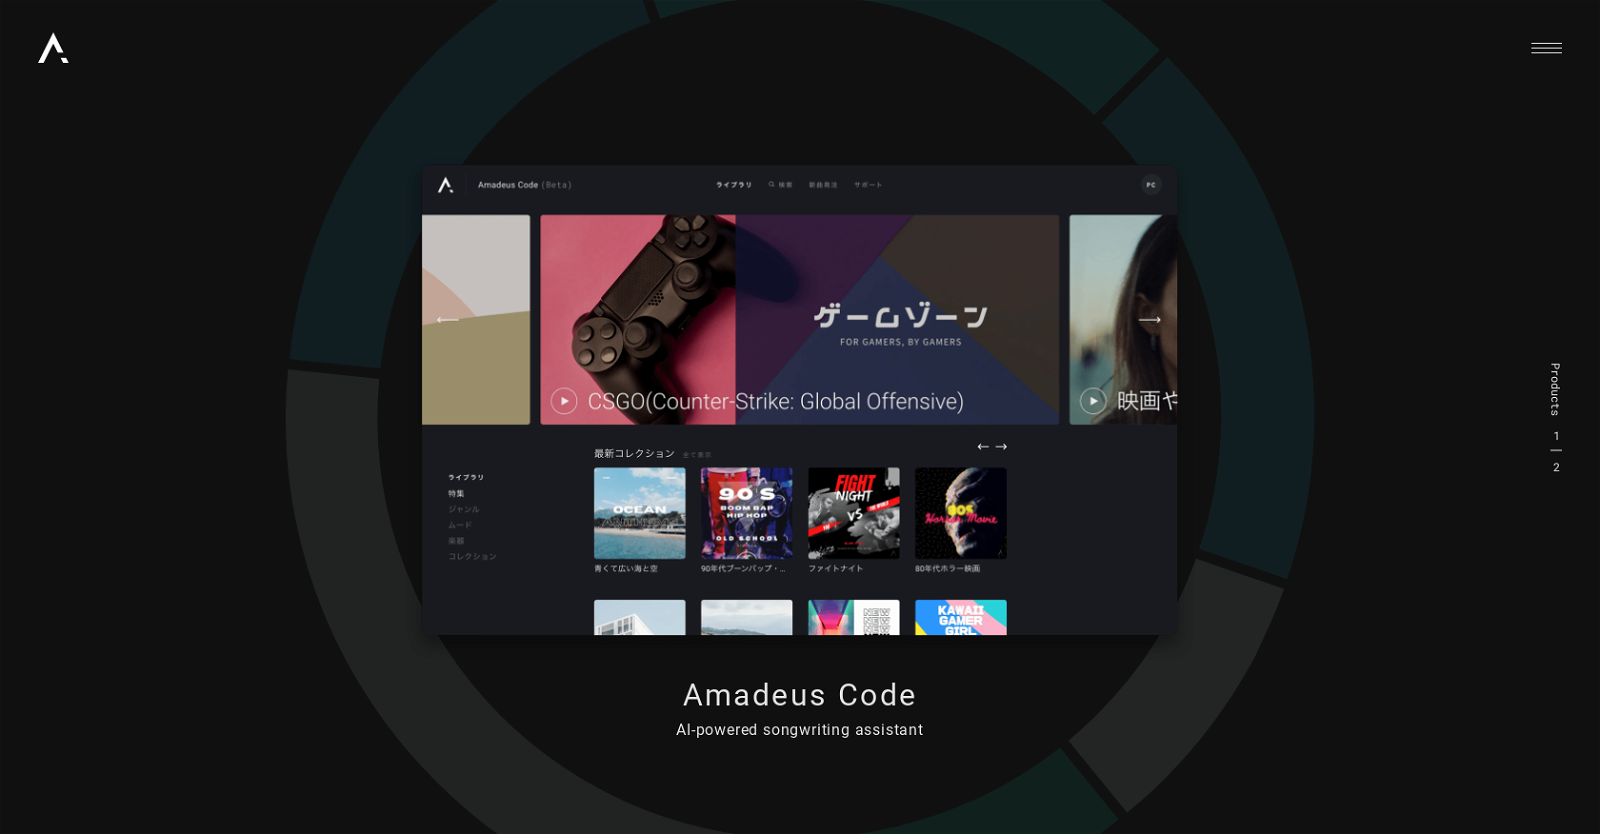 Amadeus Code (Beta)
ライブラリ
検索
新曲発注
サポート
PC
ゲームゾーン
FOR GAMERS, BY GAMERS
CSGO(Counter-Strike: Global Offensive)
映画や
最新コレクション
全て表示
ライブラリ
特集
ジャンル
ムード
楽器
コレクション
OCEAN
90'S
BOOM BAP
HIP HOP
OLD SCHOOL
FIGHT
NIGHT
VS
80s
Horror Movie
青くて広い海と空
90年代ブーンバップ・...
ファイトナイト
80年代ホラー映画
NEW
NEW
NEW
KAWAII
GAMER
GIRL
Products
1
2
Amadeus Code
AI-powered songwriting assistant